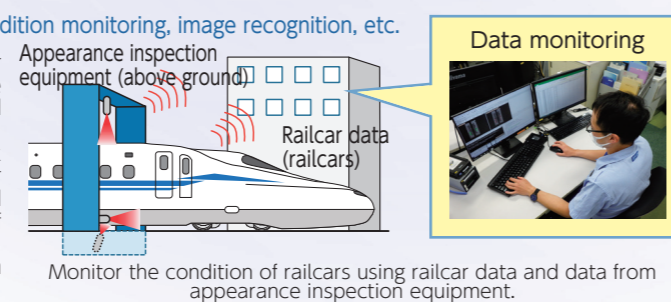 dition monitoring, image recognition, etc.
Appearance inspection
equipment (above ground)
Railcar data
(railcars)
Data monitoring
Monitor the condition of railcars using railcar data and data from
appearance inspection equipment.